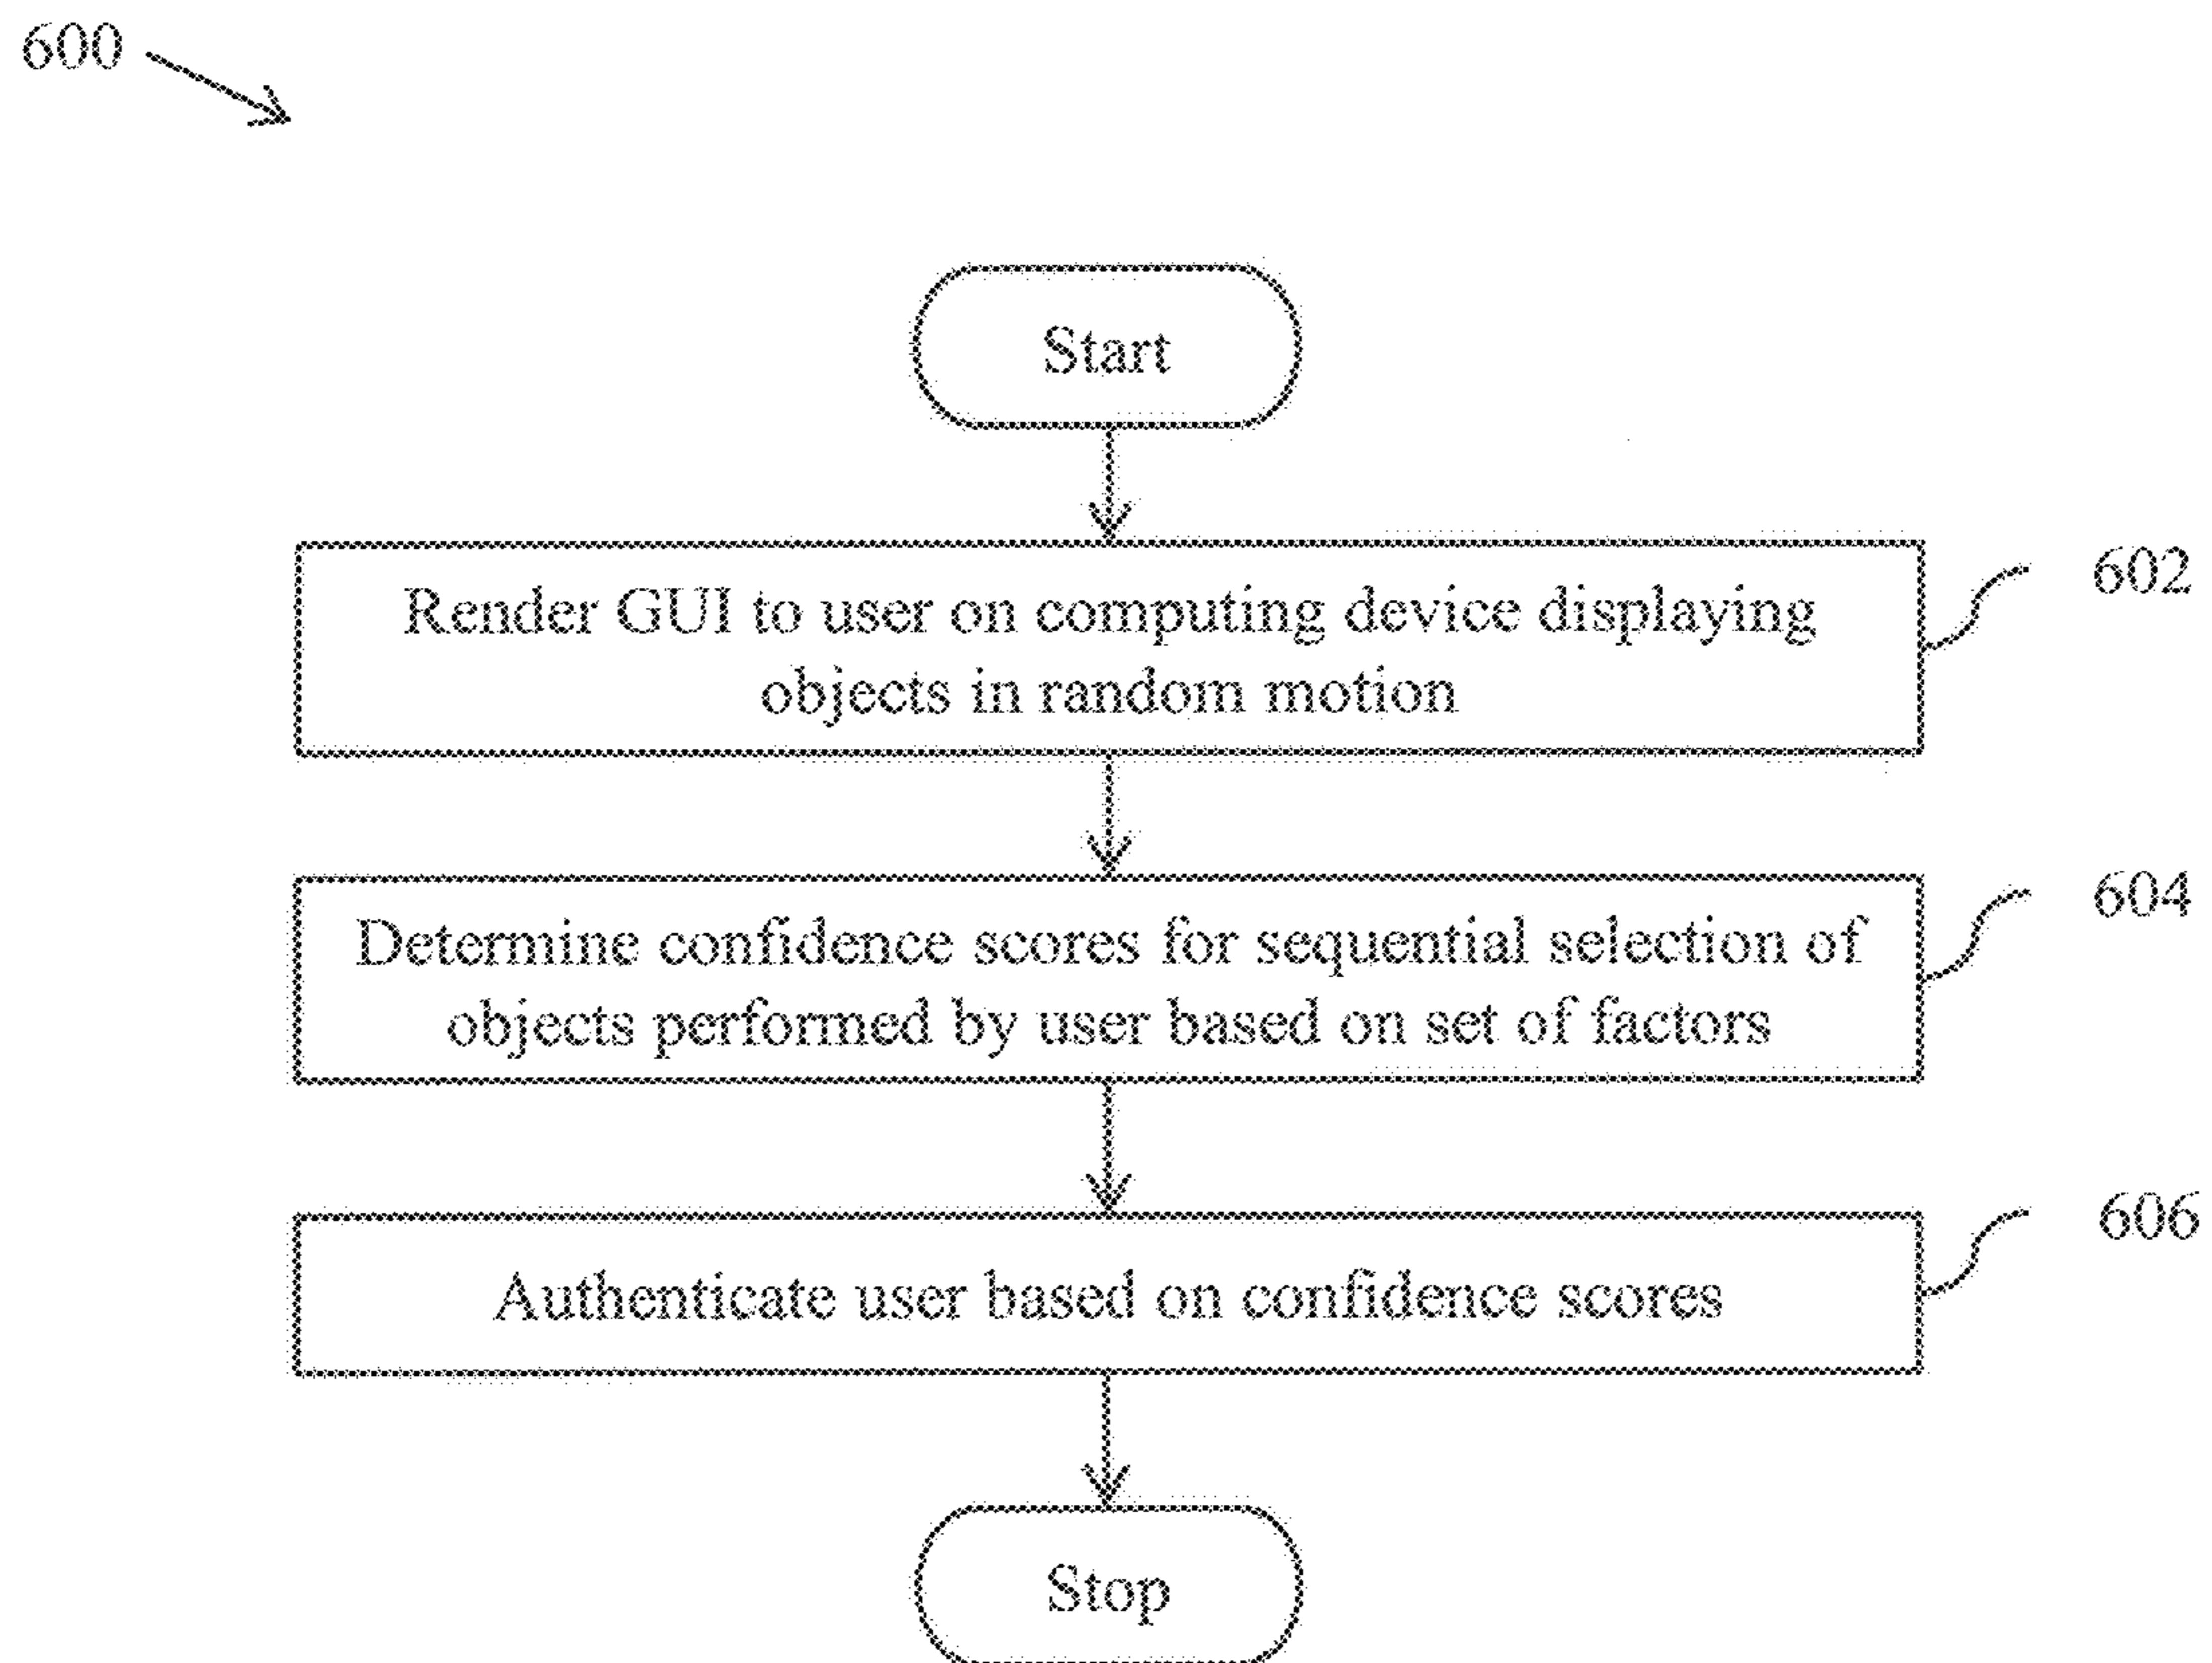 600
Start
Render GUI to user on computing device displaying
objects in random motion
602
Determine confidence scores for sequential selection of
objects performed by user based on set of factors
604
Authenticate user based on confidence scores
606
Stop